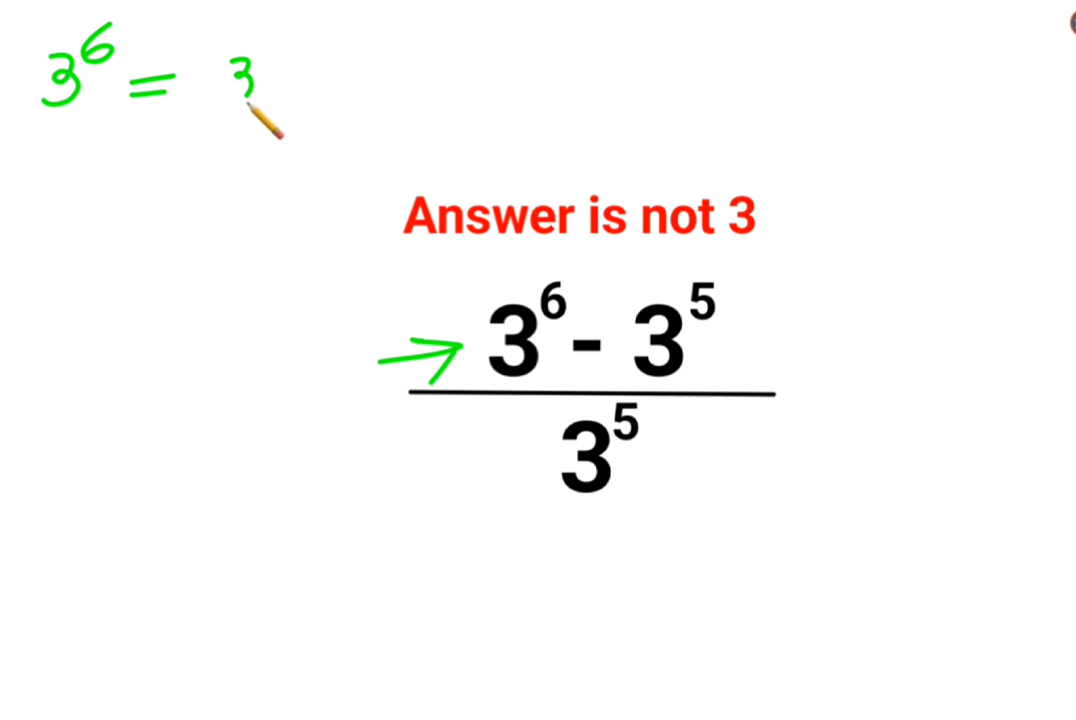 3⁶ = 3
Answer is not 3
3⁶ - 3⁵
3⁵